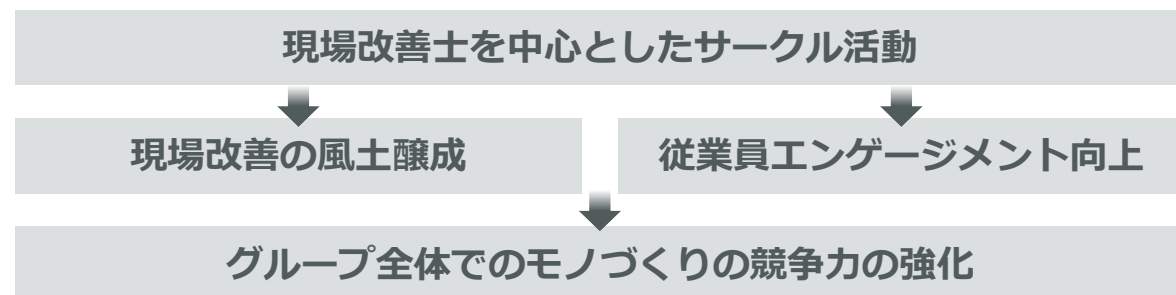 現場改善士を中心としたサークル活動
現場改善の風土醸成
従業員エンゲージメント向上
グループ全体でのモノづくりの競争力の強化